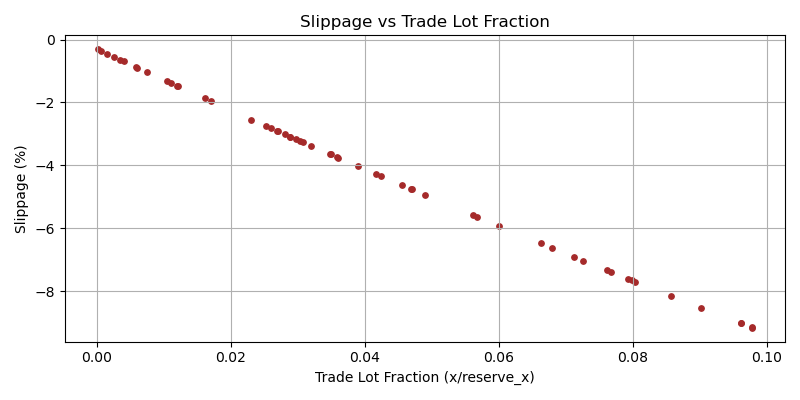 Slippage vs Trade Lot Fraction
Slippage (%)
0
−2
−4
−6
−8
0.00 0.02 0.04 0.06 0.08 0.10
Trade Lot Fraction (x/reserve_x)